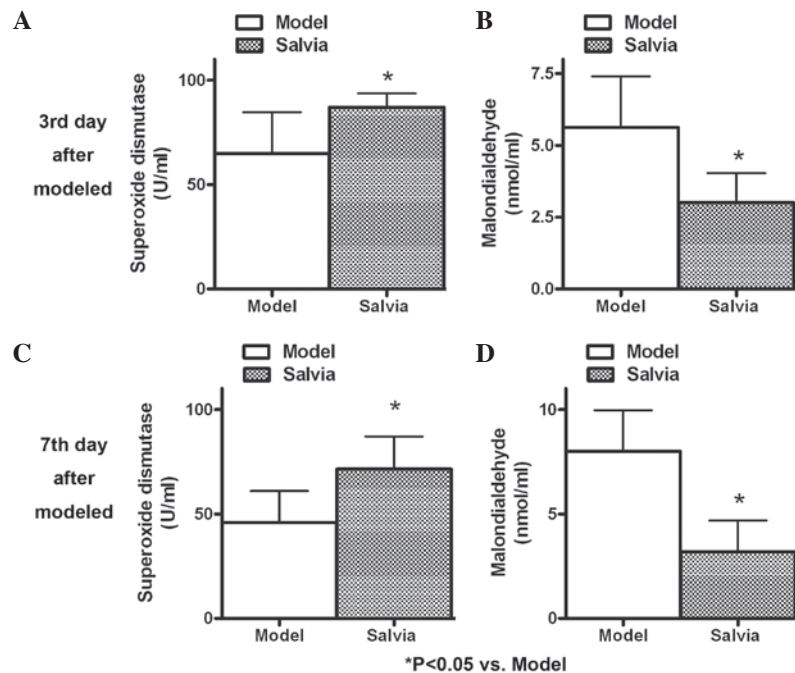 A
Model
Salvia
3rd day
after
modeled
Superoxide dismutase
(U/ml)
100
50
0
*
Model Salvia
B
Model
Salvia
Malondialdehyde
(nmol/ml)
7.5
5.0
2.5
0.0
*
Model Salvia
C
Model
Salvia
7th day
after
modeled
Superoxide dismutase
(U/ml)
100
50
0
*
Model Salvia
D
Model
Salvia
Malondialdehyde
(nmol/ml)
10
5
0
*
Model Salvia
*P<0.05 vs. Model